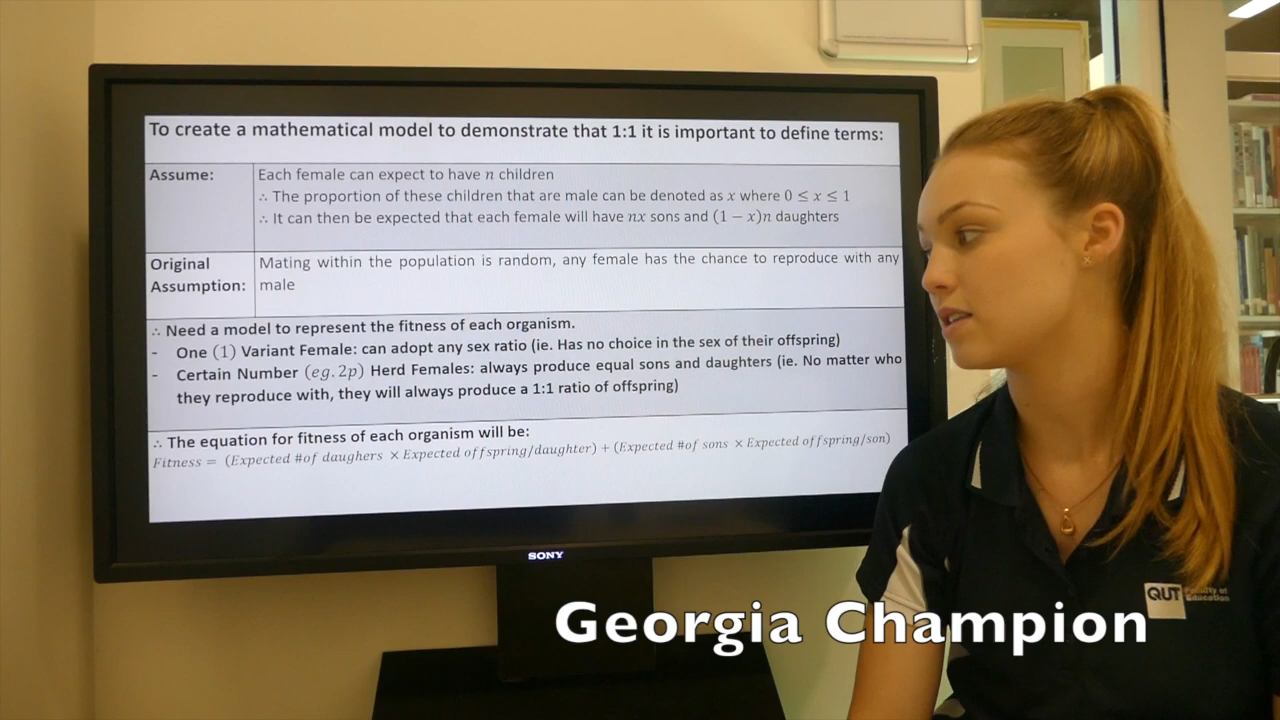 To create a mathematical model to demonstrate that 1:1 it is important to define terms:
Assume:
Each female can expect to have n children
∴ The proportion of these children that are male can be denoted as x where 0 ≤ x ≤ 1
∴ It can then be expected that each female will have nx sons and (1 − x)n daughters
Original
Assumption:
Mating within the population is random, any female has the chance to reproduce with any
male
∴ Need a model to represent the fitness of each organism.
- One (1) Variant Female: can adopt any sex ratio (ie. Has no choice in the sex of their offspring)
- Certain Number (eg. 2p) Herd Females: always produce equal sons and daughters (ie. No matter who
they reproduce with, they will always produce a 1:1 ratio of offspring)
∴ The equation for fitness of each organism will be:
Fitness = (Expected #of daughers × Expected offspring/daughter) + (Expected #of sons × Expected offspring/son)
SONY
QUT
Faculty of
Education
Georgia Champion